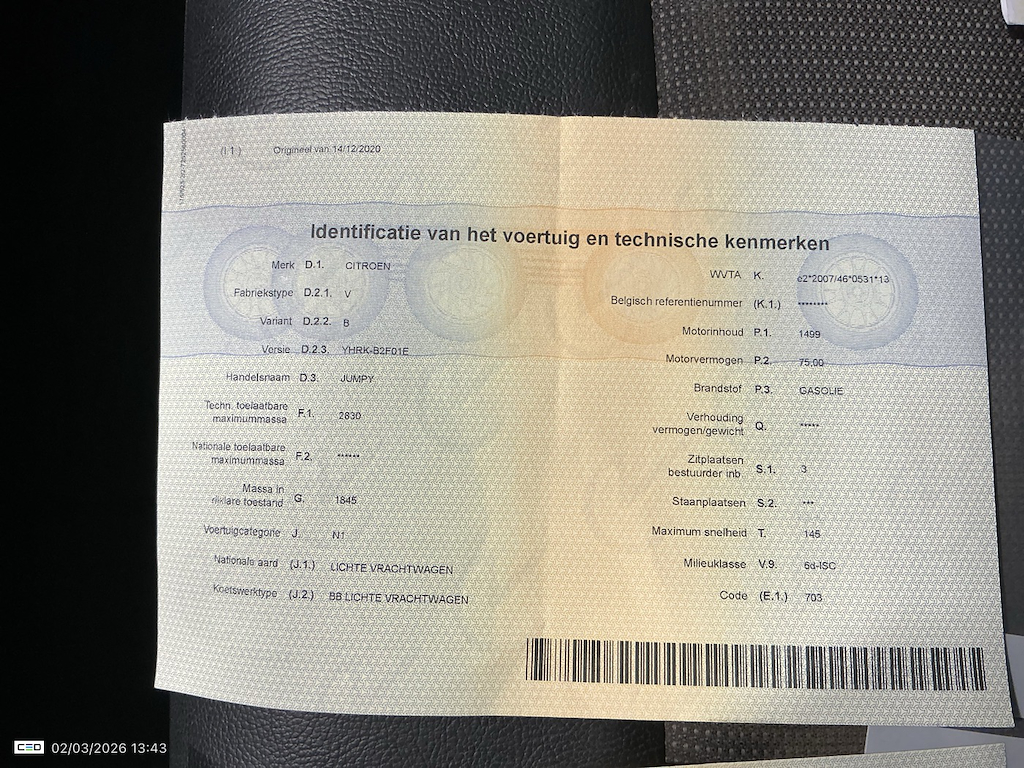 (I 1) Origineel van 14/12/2020
Identificatie van het voertuig en technische kenmerken
Merk D.1. CITROEN
Fabriekstype D.2.1. V
Variant D.2.2. B
Versie D.2.3. YHRK-B2F01E
Handelsnaam D.3. JUMPY
Techn. toelaatbare
maximummassa F.1. 2830
Nationale toelaatbare
maximummassa F.2. ******
Massa in
rijklare toestand G. 1845
Voertuigcategorie J. N1
Nationale aard (J.1.) LICHTE VRACHTWAGEN
Koetswerktype (J.2.) BB LICHTE VRACHTWAGEN
WVTA K. e2*2007/46*0531*13
Belgisch referentienummer (K.1.) ********
Motorinhoud P.1. 1499
Motorvermogen P.2. 75,00
Brandstof P.3. GASOLIE
Verhouding
vermogen/gewicht Q. *****
Zitplaatsen
bestuurder inb. S.1. 3
Staanplaatsen S.2. ***
Maximum snelheid T. 145
Milieuklasse V.9. 6d-ISC
Code (E.1.) 703
CEO 02/03/2026 13:43